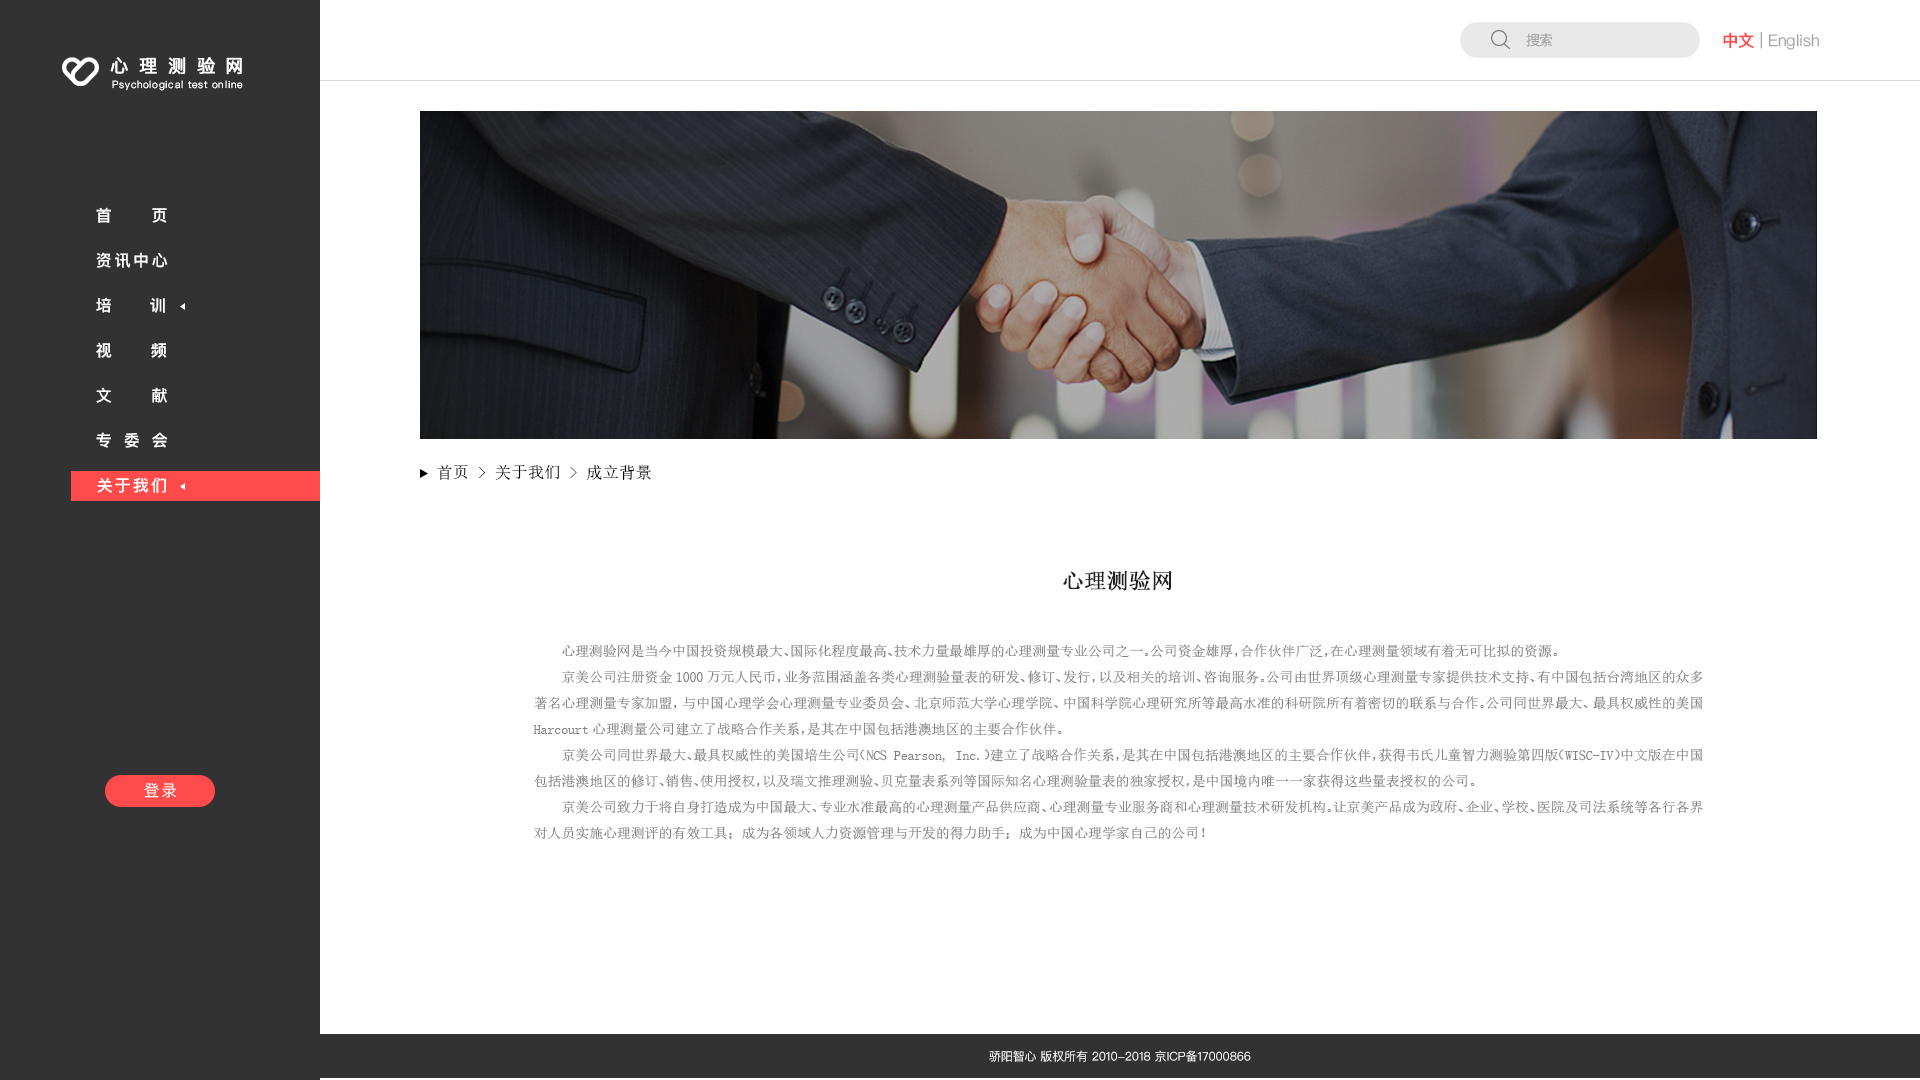 心理测验网
Psychological test online
搜索
中文 | English
首页
资讯中心
培训
视频
文献
专委会
关于我们
登录
首页 > 关于我们 > 成立背景
心理测验网
心理测验网是当今中国投资规模最大、国际化程度最高、技术力量最雄厚的心理测量专业公司之一。公司资金雄厚,合作伙伴广泛,在心理测量领域有着无可比拟的资源。
京美公司注册资金 1000 万元人民币,业务范围涵盖各类心理测验量表的研发、修订、发行,以及相关的培训、咨询服务。公司由世界顶级心理测量专家提供技术支持、有中国包括台湾地区的众多
著名心理测量专家加盟, 与中国心理学会心理测量专业委员会、北京师范大学心理学院、中国科学院心理研究所等最高水准的科研院所有着密切的联系与合作。公司同世界最大、最具权威性的美国
Harcourt 心理测量公司建立了战略合作关系,是其在中国包括港澳地区的主要合作伙伴。
京美公司同世界最大、最具权威性的美国培生公司(NCS Pearson, Inc.)建立了战略合作关系,是其在中国包括港澳地区的主要合作伙伴,获得韦氏儿童智力测验第四版(WISC-IV)中文版在中国
包括港澳地区的修订、销售、使用授权,以及瑞文推理测验、贝克量表系列等国际知名心理测验量表的独家授权,是中国境内唯一一家获得这些量表授权的公司。
京美公司致力于将自身打造成为中国最大、专业水准最高的心理测量产品供应商、心理测量专业服务商和心理测量技术研发机构。让京美产品成为政府、企业、学校、医院及司法系统等各行各界
对人员实施心理测评的有效工具; 成为各领域人力资源管理与开发的得力助手; 成为中国心理学家自己的公司!
骄阳智心 版权所有 2010-2018 京ICP备17000866